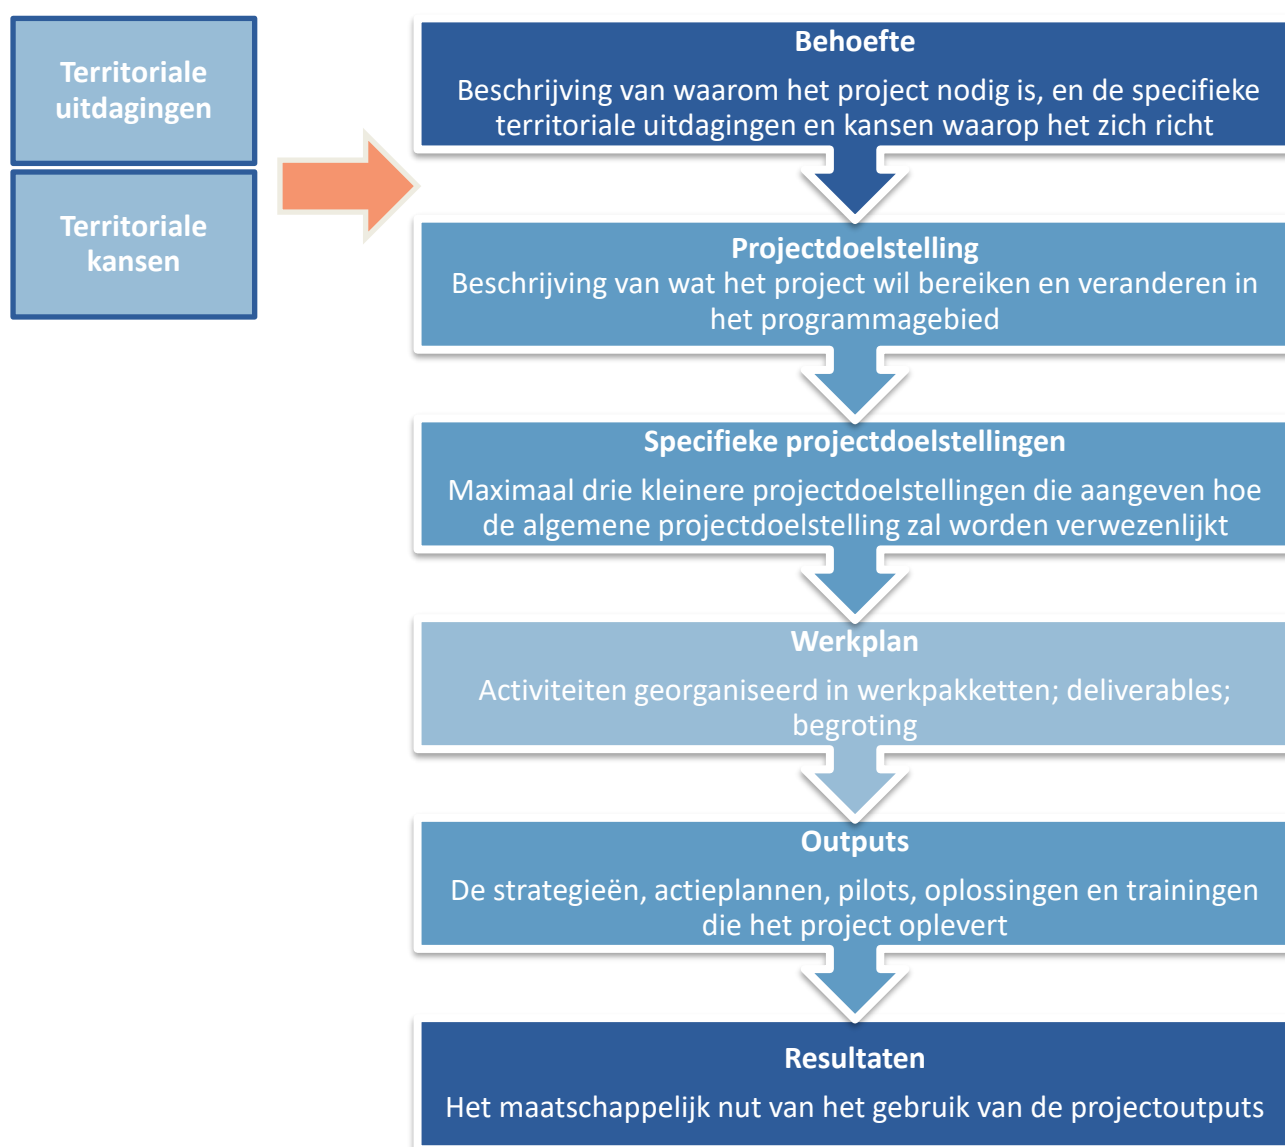 Territoriale
uitdagingen
Territoriale
kansen
Behoefte
Beschrijving van waarom het project nodig is, en de specifieke
territoriale uitdagingen en kansen waarop het zich richt
Projectdoelstelling
Beschrijving van wat het project wil bereiken en veranderen in
het programmagebied
Specifieke projectdoelstellingen
Maximaal drie kleinere projectdoelstellingen die aangeven hoe
de algemene projectdoelstelling zal worden verwezenlijkt
Werkplan
Activiteiten georganiseerd in werkpakketten; deliverables;
begroting
Outputs
De strategieën, actieplannen, pilots, oplossingen en trainingen
die het project oplevert
Resultaten
Het maatschappelijk nut van het gebruik van de projectoutputs